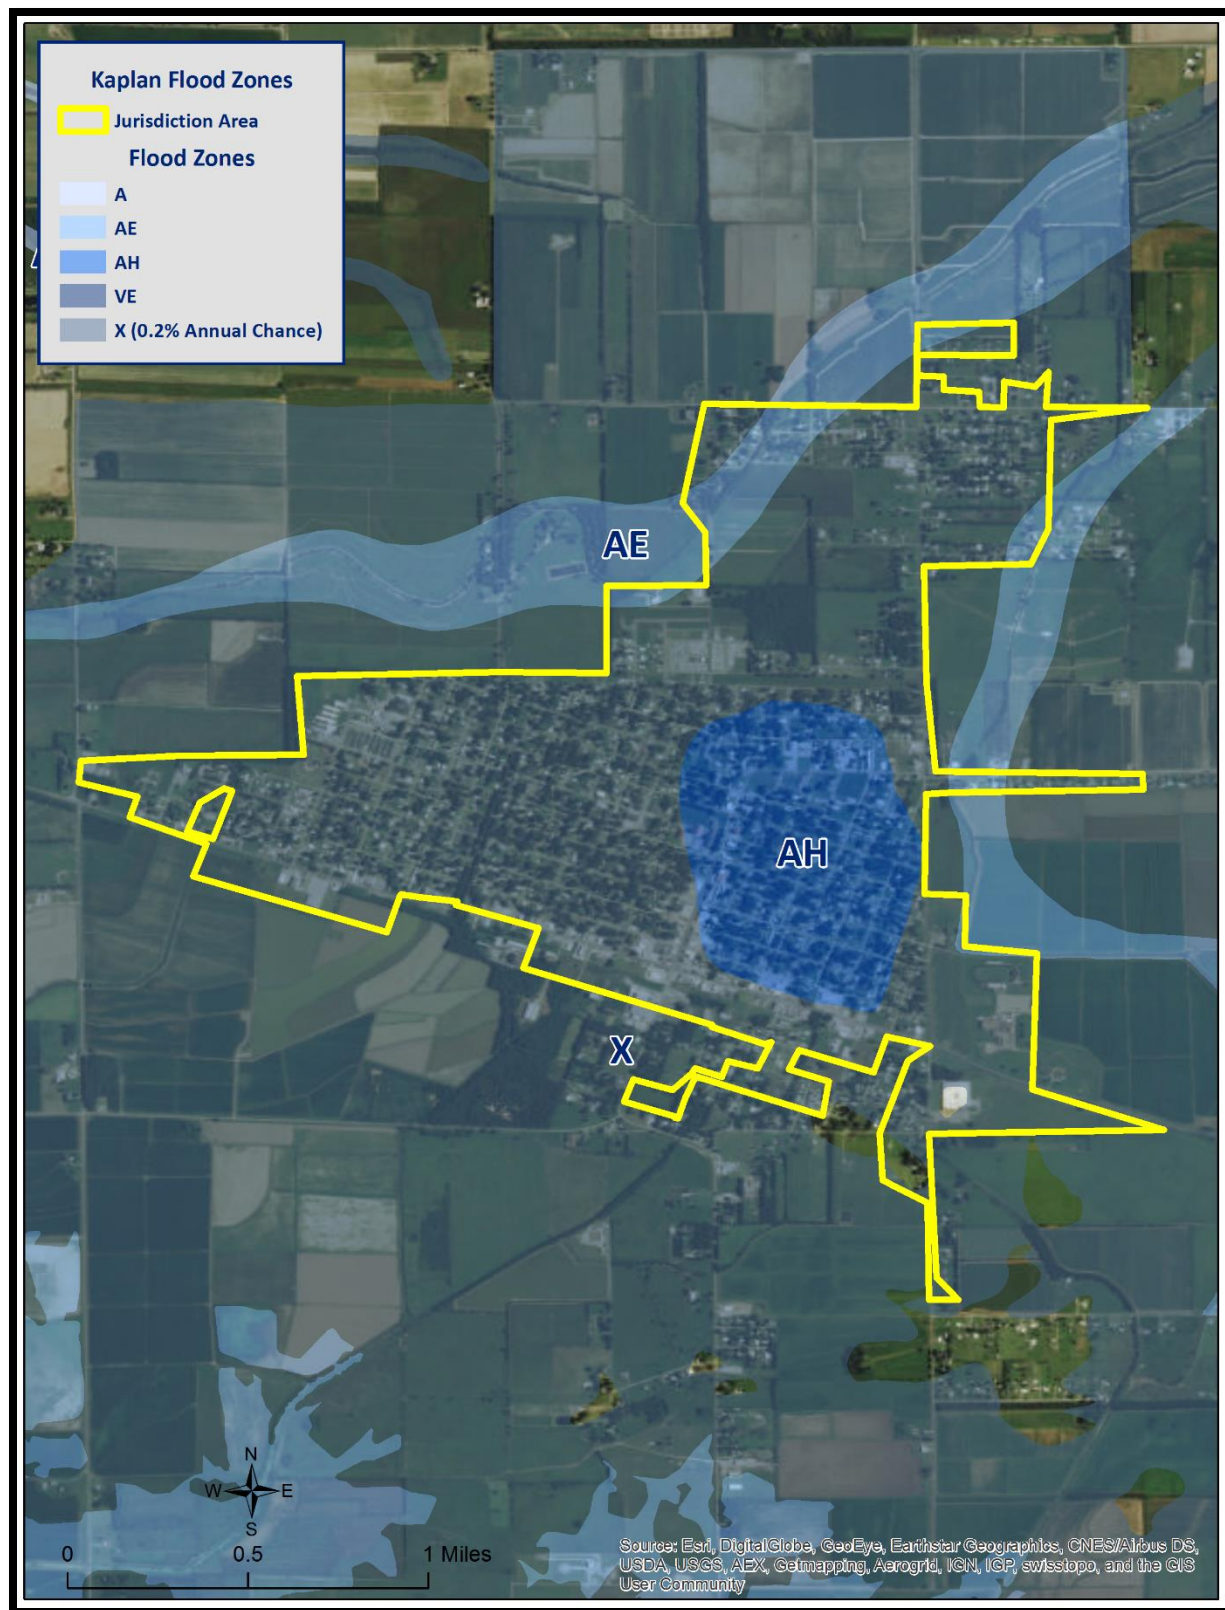 Kaplan Flood Zones
Jurisdiction Area
Flood Zones
A
AE
AH
VE
X (0.2% Annual Chance)
AE
AH
X
N
W E
S
0 0.5 1 Miles
Source: Esri, DigitalGlobe, GeoEye, Earthstar Geographics, CNES/Airbus DS,
USDA, USGS, AEX, Getmapping, Aerogrid, IGN, IGP, swisstopo, and the GIS
User Community